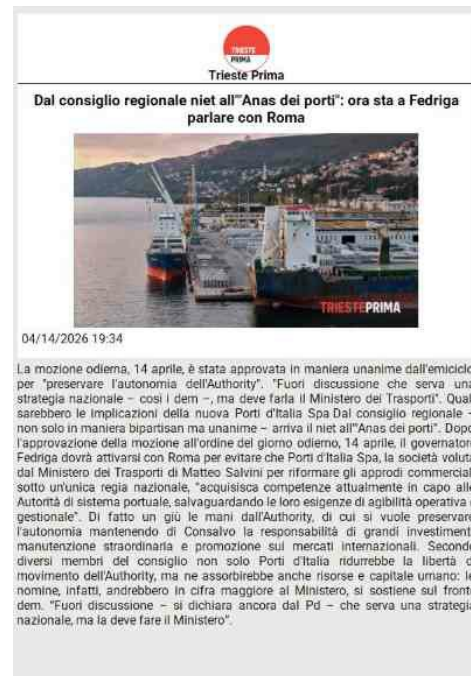 TRIESTE
PRIMA
Trieste Prima
Dal consiglio regionale niet all'"Anas dei porti": ora sta a Fedriga
parlare con Roma
TRIESTEPRIMA
04/14/2026 19:34
La mozione odierna, 14 aprile, è stata approvata in maniera unanime dall'emiciclo
per "preservare l'autonomia dell'Authority". "Fuori discussione che serva una
strategia nazionale – così i dem –, ma deve farla il Ministero dei Trasporti". Quali
sarebbero le implicazioni della nuova Porti d'Italia Spa Dal consiglio regionale –
non solo in maniera bipartisan ma unanime – arriva il niet all'"Anas dei porti". Dopo
l'approvazione della mozione all'ordine del giorno odierno, 14 aprile, il governatore
Fedriga dovrà attivarsi con Roma per evitare che Porti d'Italia Spa, la società voluta
dal Ministero dei Trasporti di Matteo Salvini per riformare gli approdi commerciali
sotto un'unica regia nazionale, "acquisisca competenze attualmente in capo alle
Autorità di sistema portuale, salvaguardando le loro esigenze di agibilità operativa e
gestionale". Di fatto un giù le mani dall'Authority, di cui si vuole preservare
l'autonomia mantenendo di Consalvo la responsabilità di grandi investimenti
manutenzione straordinaria e promozione sui mercati internazionali. Secondo
diversi membri del consiglio non solo Porti d'Italia ridurrebbe la libertà di
movimento dell'Authority, ma ne assorbirebbe anche risorse e capitale umano: le
nomine, infatti, andrebbero in cifra maggiore al Ministero, si sostiene sul fronte
dem. "Fuori discussione – si dichiara ancora dal Pd – che serva una strategia
nazionale, ma la deve fare il Ministero".